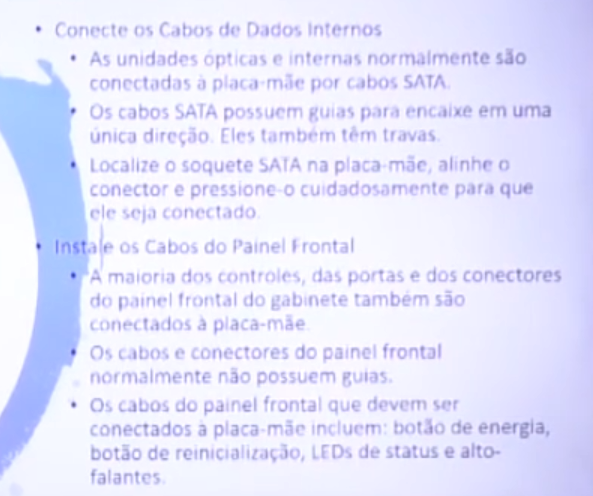 • Conecte os Cabos de Dados Internos
• As unidades ópticas e internas normalmente são
conectadas à placa-mãe por cabos SATA.
• Os cabos SATA possuem guias para encaixe em uma
única direção. Eles também têm travas.
• Localize o soquete SATA na placa-mãe, alinhe o
conector e pressione-o cuidadosamente para que
ele seja conectado.
• Instale os Cabos do Painel Frontal
• A maioria dos controles, das portas e dos conectores
do painel frontal do gabinete também são
conectados à placa-mãe.
• Os cabos e conectores do painel frontal
normalmente não possuem guias.
• Os cabos do painel frontal que devem ser
conectados à placa-mãe incluem: botão de energia,
botão de reinicialização, LEDs de status e alto-
falantes.